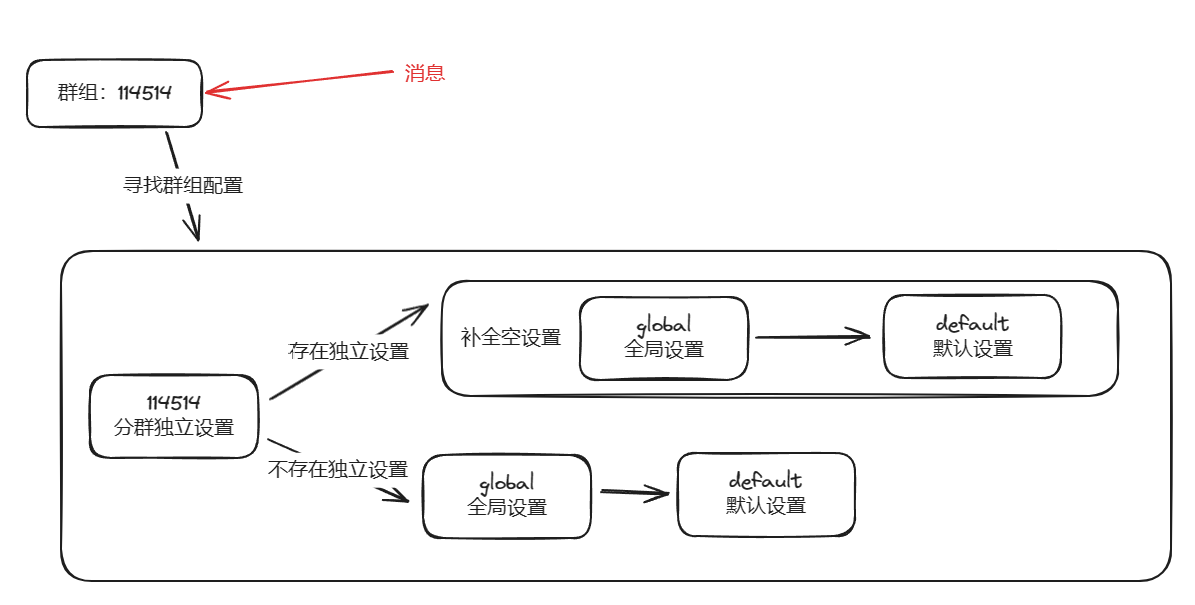 消息
群组：114514
寻找群组配置
补全空设置
global
全局设置
default
默认设置
存在独立设置
114514
分群独立设置
不存在独立设置
global
全局设置
default
默认设置